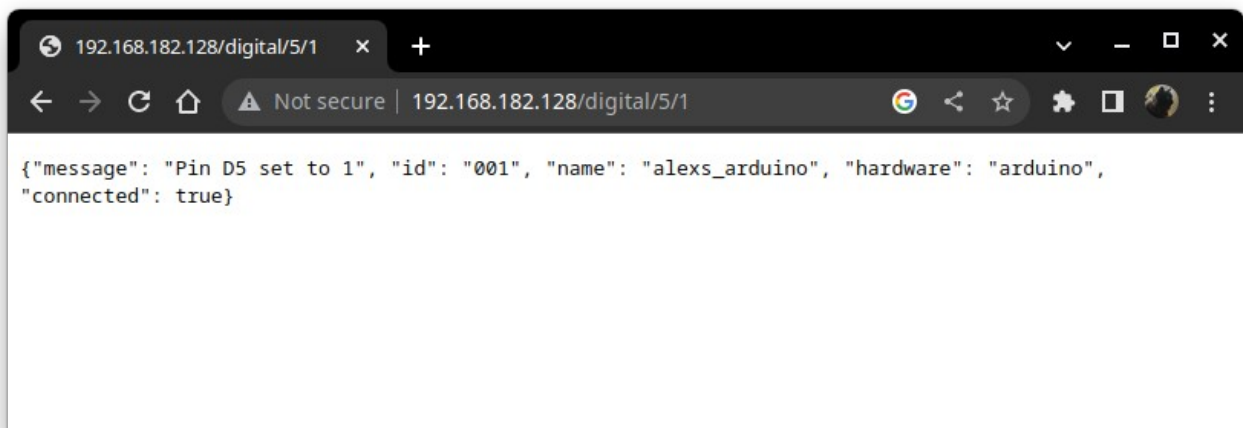 192.168.182.128/digital/5/1
Not secure 192.168.182.128/digital/5/1
{"message": "Pin D5 set to 1", "id": "001", "name": "alexs_arduino", "hardware": "arduino",
"connected": true}